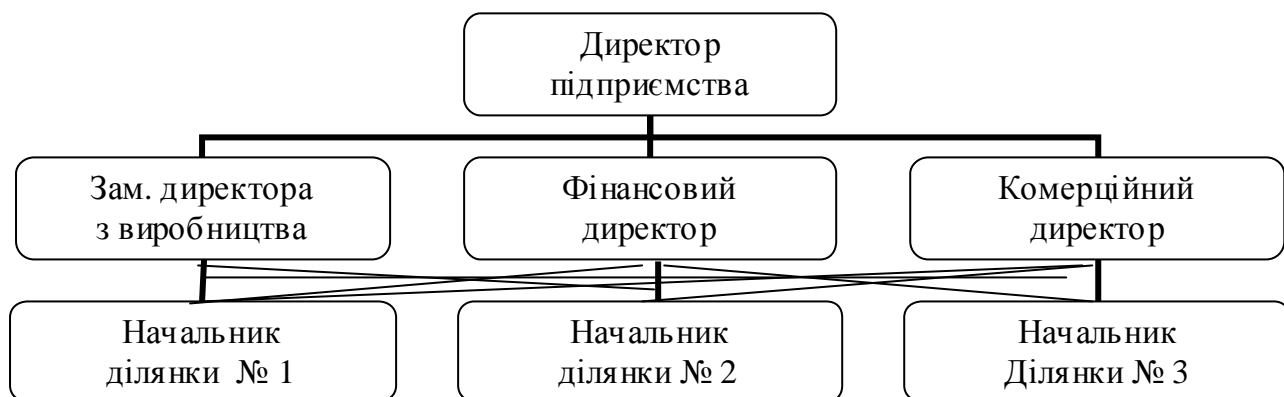 Директор
підприємства
Зам. директора
з виробництва
Фінансовий
директор
Комерційний
директор
Начальник
ділянки № 1
Начальник
ділянки № 2
Начальник
Ділянки № 3